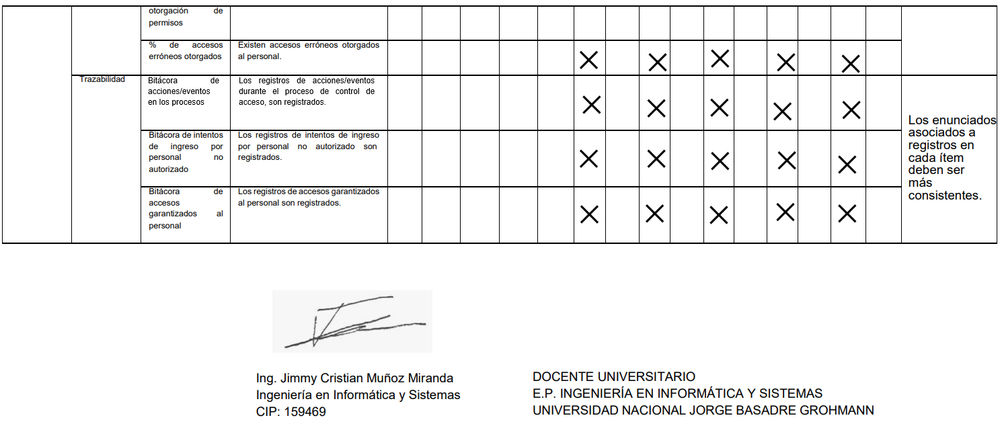 otorgación de
permisos
% de accesos
erróneos otorgados
Existen accesos erróneos otorgados
al personal.
Trazabilidad
Bitácora de
acciones/eventos
en los procesos
Los registros de acciones/eventos
durante el proceso de control de
acceso, son registrados.
Bitácora de intentos
de ingreso por
personal no
autorizado
Los registros de intentos de ingreso
por personal no autorizado son
registrados.
Bitácora de
accesos
garantizados al
personal
Los registros de accesos garantizados
al personal son registrados.
Los enunciados
asociados a
registros en
cada ítem
deben ser
más
consistentes.
Ing. Jimmy Cristian Muñoz Miranda
Ingeniería en Informática y Sistemas
CIP: 159469
DOCENTE UNIVERSITARIO
E.P. INGENIERÍA EN INFORMÁTICA Y SISTEMAS
UNIVERSIDAD NACIONAL JORGE BASADRE GROHMANN